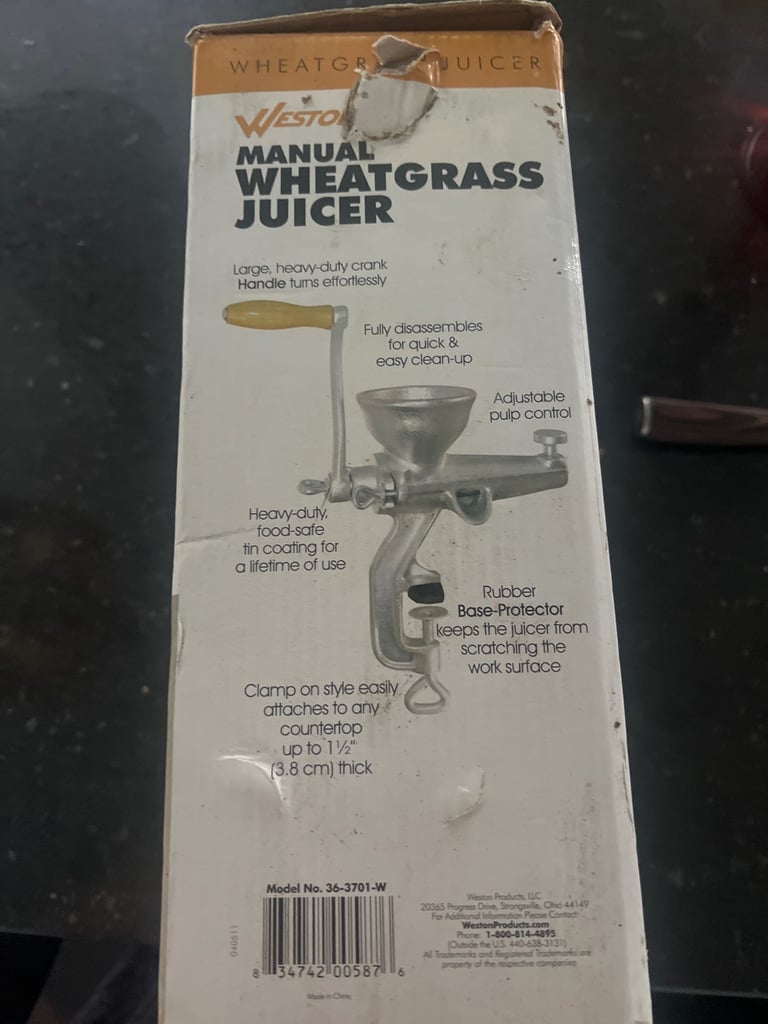 WHEATGR JUICER
WESTO
MANUAL
WHEATGRASS
JUICER
Large, heavy-duty crank
Handle turns effortlessly
Fully disassembles
for quick &
easy clean-up
Adjustable
pulp control
Heavy-duty,
food-safe
tin coating for
a lifetime of use
Rubber
Base-Protector
keeps the juicer from
scratching the
work surface
Clamp on style easily
attaches to any
countertop
up to 1½"
(3.8 cm) thick
Model No. 36-3701-W
040511
8 34742 00587 6
Made in China
Weston Products, LLC
20365 Progress Drive, Strongsville, Ohio 44149
For Additional Information Please Contact:
WestonProducts.com
Phone: 1-800-814-4895
(Outside the U.S. 440-638-3131)
All Trademarks and Registered Trademarks are
property of the respective companies